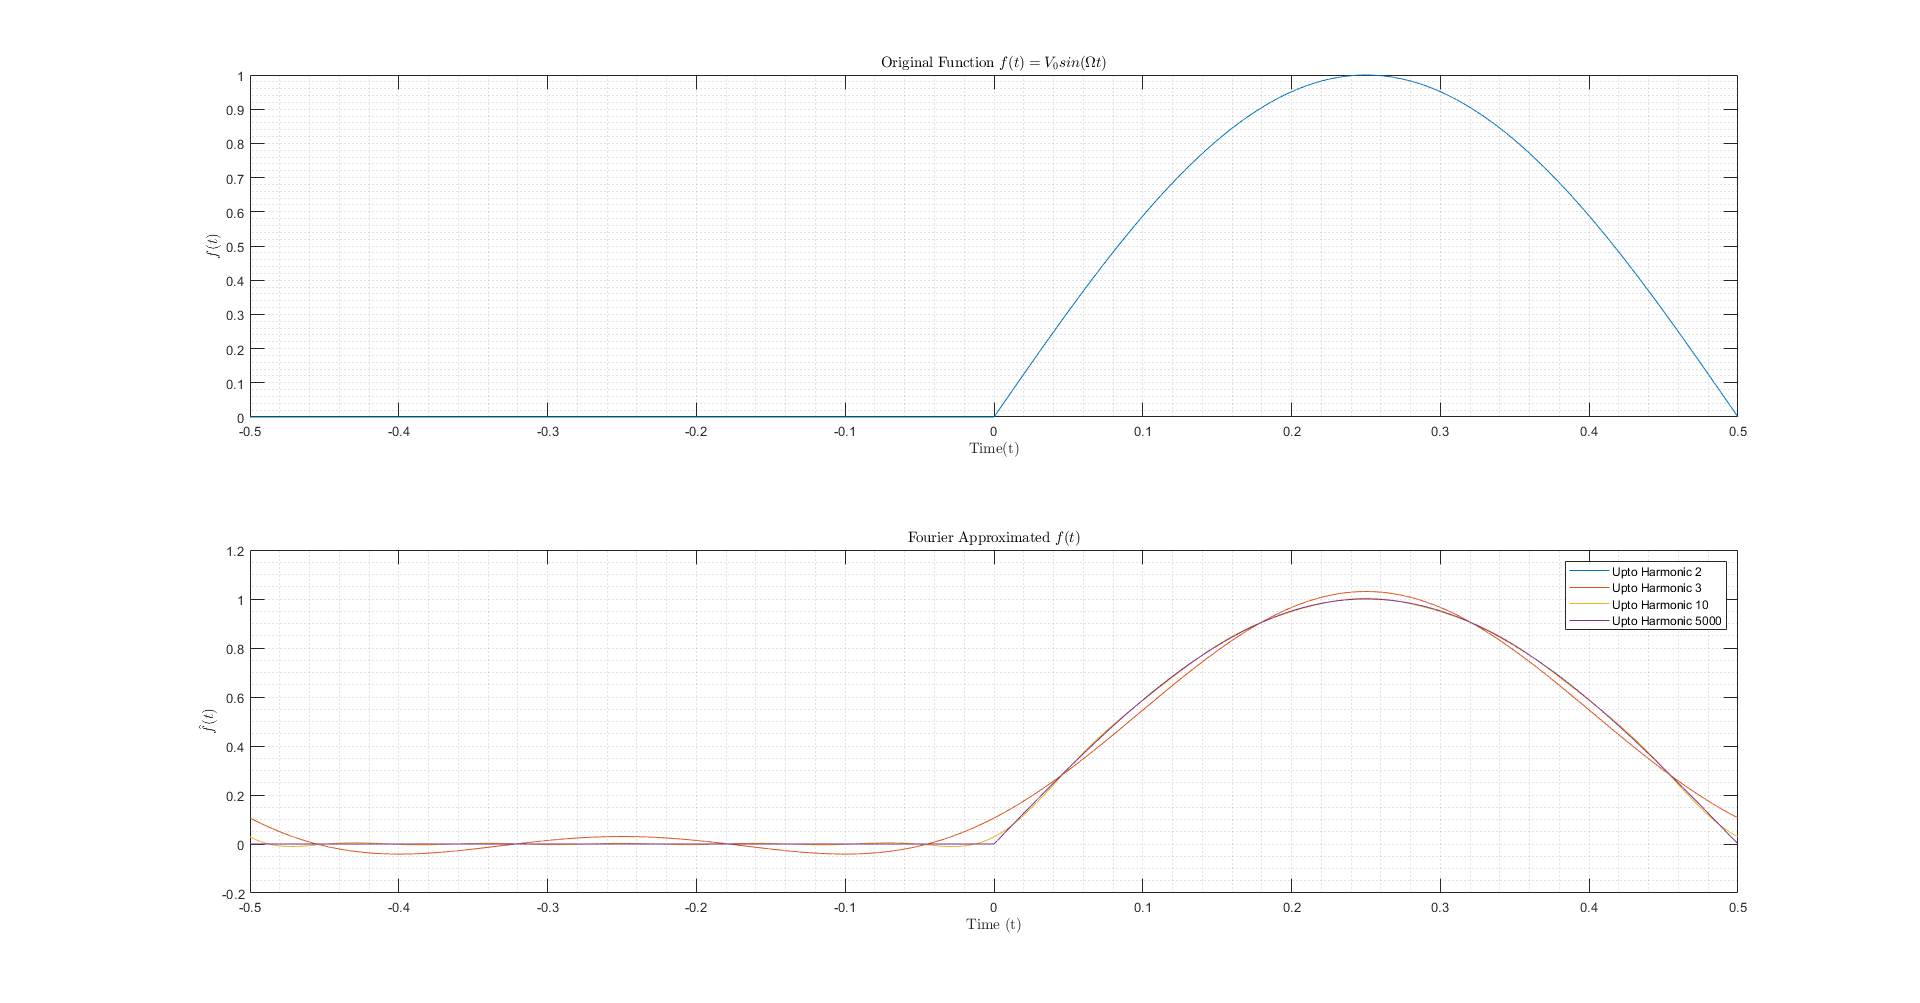 Original Function f(t) = V₀sin(Ωt)
1
0.9
0.8
0.7
0.6
0.5
0.4
0.3
0.2
0.1
0
f(t)
-0.5 -0.4 -0.3 -0.2 -0.1 0 0.1 0.2 0.3 0.4 0.5
Time(t)
Fourier Approximated f(t)
1.2
1
0.8
0.6
0.4
0.2
0
-0.2
f̂(t)
Upto Harmonic 2
Upto Harmonic 3
Upto Harmonic 10
Upto Harmonic 5000
-0.5 -0.4 -0.3 -0.2 -0.1 0 0.1 0.2 0.3 0.4 0.5
Time (t)